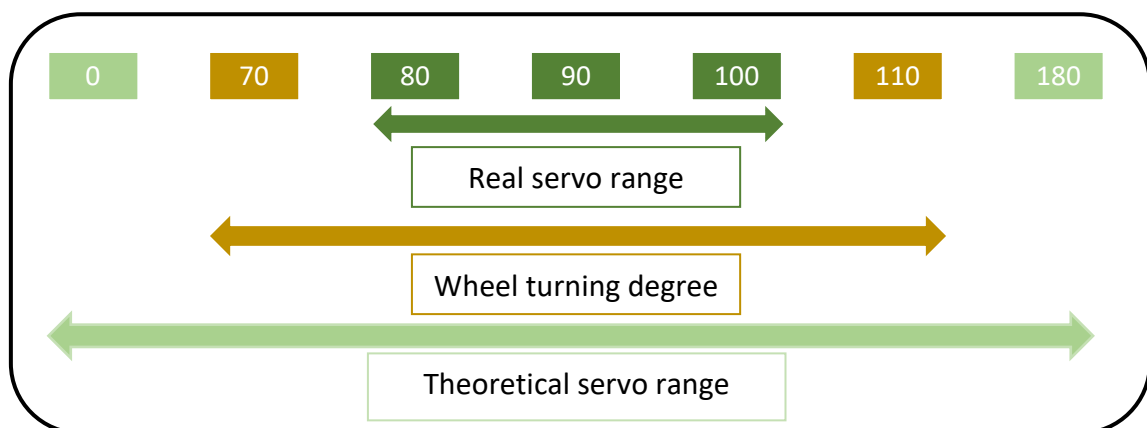 0 70 80 90 100 110 180
Real servo range
Wheel turning degree
Theoretical servo range